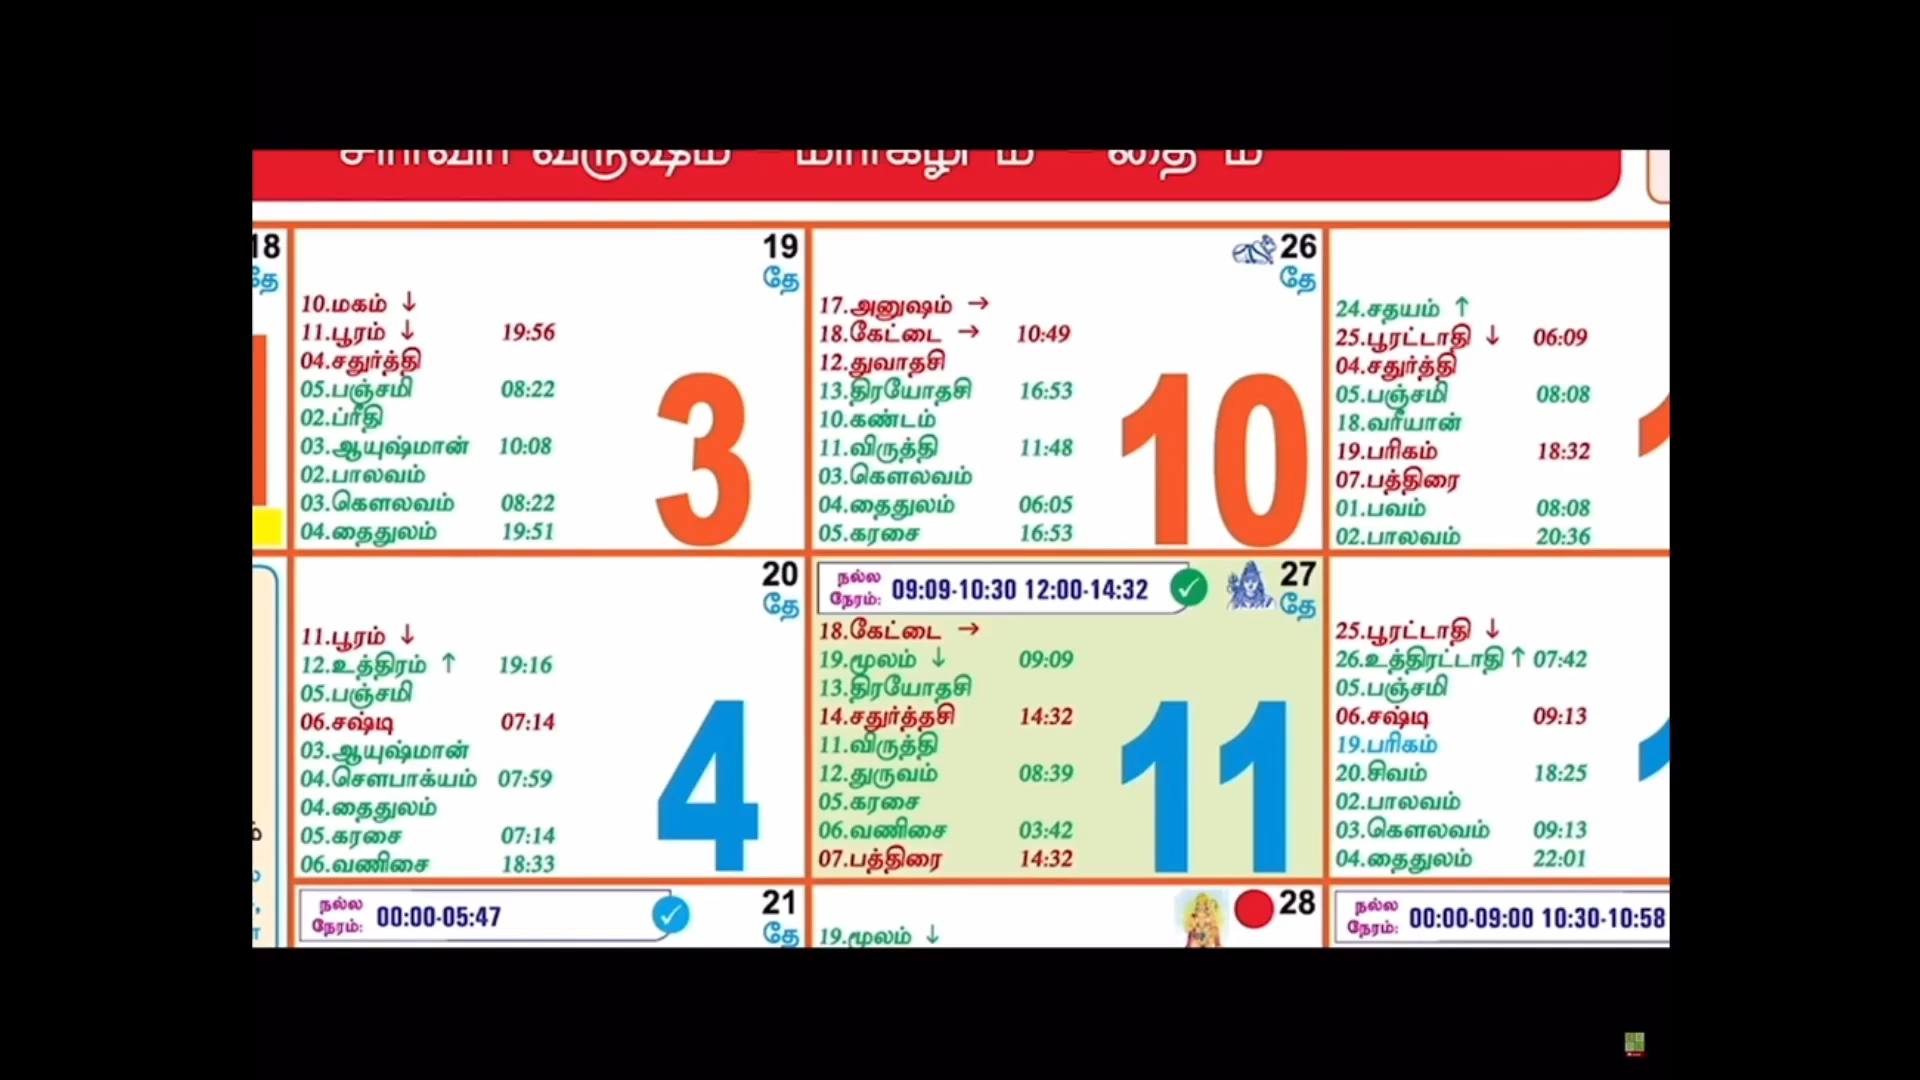 சார்வரி வருஷம் - மார்கழி மீ - தை மீ
18
தே
19
தே
10.மகம் ↓
11.பூரம் ↓ 19:56
04.சதுர்த்தி
05.பஞ்சமி 08:22
02.ப்ரீதி
03.ஆயுஷ்மான் 10:08
02.பாலவம்
03.கௌலவம் 08:22
04.தைதுலம் 19:51
3
26
தே
17.அனுஷம் →
18.கேட்டை → 10:49
12.துவாதசி
13.திரயோதசி 16:53
10.கண்டம்
11.விருத்தி 11:48
03.கௌலவம்
04.தைதுலம் 06:05
05.கரசை 16:53
10
24.சதயம் ↑
25.பூரட்டாதி ↓ 06:09
04.சதுர்த்தி
05.பஞ்சமி 08:08
18.வரீயான்
19.பரிகம் 18:32
07.பத்திரை
01.பவம் 08:08
02.பாலவம் 20:36
20
தே
11.பூரம் ↓
12.உத்திரம் ↑ 19:16
05.பஞ்சமி
06.சஷ்டி 07:14
03.ஆயுஷ்மான்
04.சௌபாக்யம் 07:59
04.தைதுலம்
05.கரசை 07:14
06.வணிசை 18:33
4
நல்ல
நேரம்: 09:09-10:30 12:00-14:32
27
தே
18.கேட்டை →
19.மூலம் ↓ 09:09
13.திரயோதசி
14.சதுர்த்தசி 14:32
11.விருத்தி
12.துருவம் 08:39
05.கரசை
06.வணிசை 03:42
07.பத்திரை 14:32
11
25.பூரட்டாதி ↓
26.உத்திரட்டாதி ↑ 07:42
05.பஞ்சமி
06.சஷ்டி 09:13
19.பரிகம்
20.சிவம் 18:25
02.பாலவம்
03.கௌலவம் 09:13
04.தைதுலம் 22:01
நல்ல
நேரம்: 00:00-05:47
21
தே
28
19.மூலம் ↓
நல்ல
நேரம்: 00:00-09:00 10:30-10:58